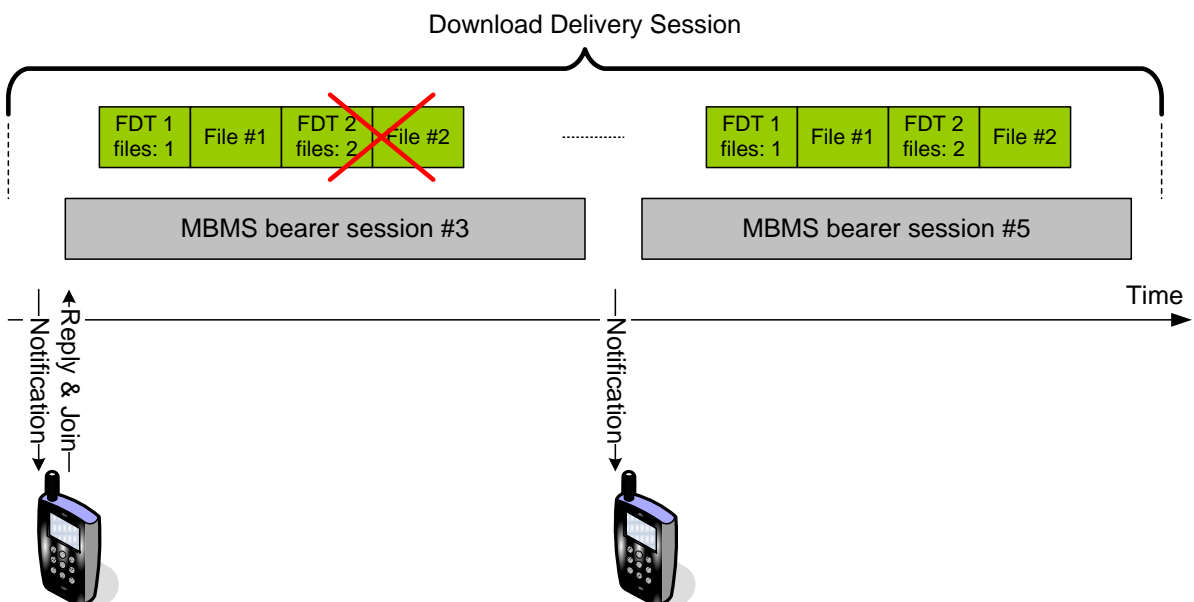 Download Delivery Session
FDT 1
files: 1
File #1
FDT 2
files: 2
File #2
FDT 1
files: 1
File #1
FDT 2
files: 2
File #2
MBMS bearer session #3
MBMS bearer session #5
Time
Notification
Reply & Join
Notification